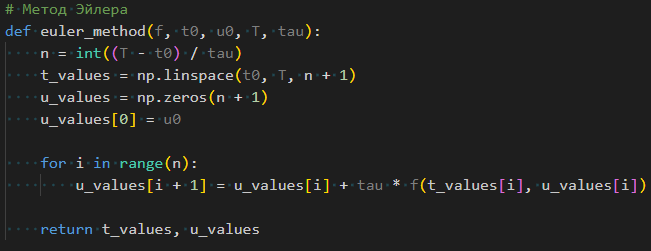 # Метод Эйлера
def euler_method(f, t0, u0, T, tau):
    n = int((T - t0) / tau)
    t_values = np.linspace(t0, T, n + 1)
    u_values = np.zeros(n + 1)
    u_values[0] = u0

    for i in range(n):
        u_values[i + 1] = u_values[i] + tau * f(t_values[i], u_values[i])

    return t_values, u_values